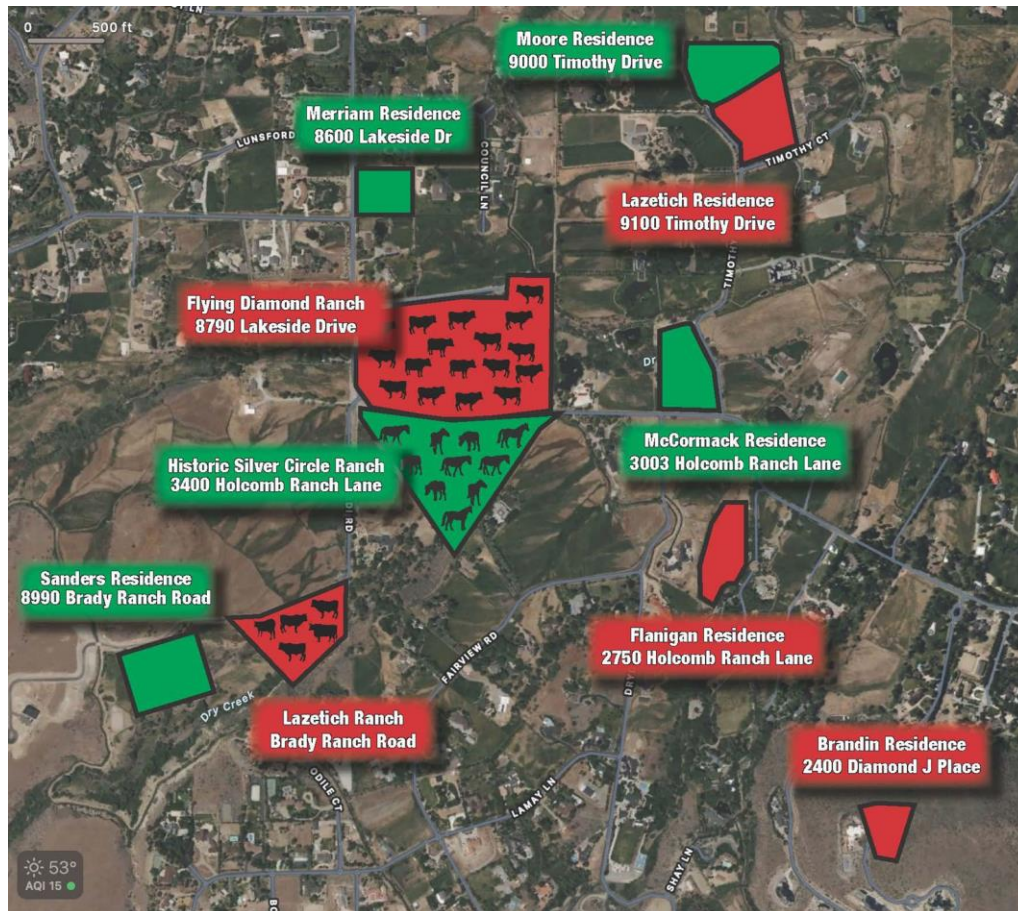 0 500 ft
Moore Residence
9000 Timothy Drive
Merriam Residence
8600 Lakeside Dr
LUNSFORD
COUNCIL LN
TIMOTHY CT
Lazetich Residence
9100 Timothy Drive
TIMOTHY
Flying Diamond Ranch
8790 Lakeside Drive
McCormack Residence
3003 Holcomb Ranch Lane
Historic Silver Circle Ranch
3400 Holcomb Ranch Lane
RD
Sanders Residence
8990 Brady Ranch Road
Flanigan Residence
2750 Holcomb Ranch Lane
FAIRVIEW RD
Dry Creek
Lazetich Ranch
Brady Ranch Road
Brandin Residence
2400 Diamond J Place
ODILE CT
LAMAY LN
SHAY LN
53°
AQI 15